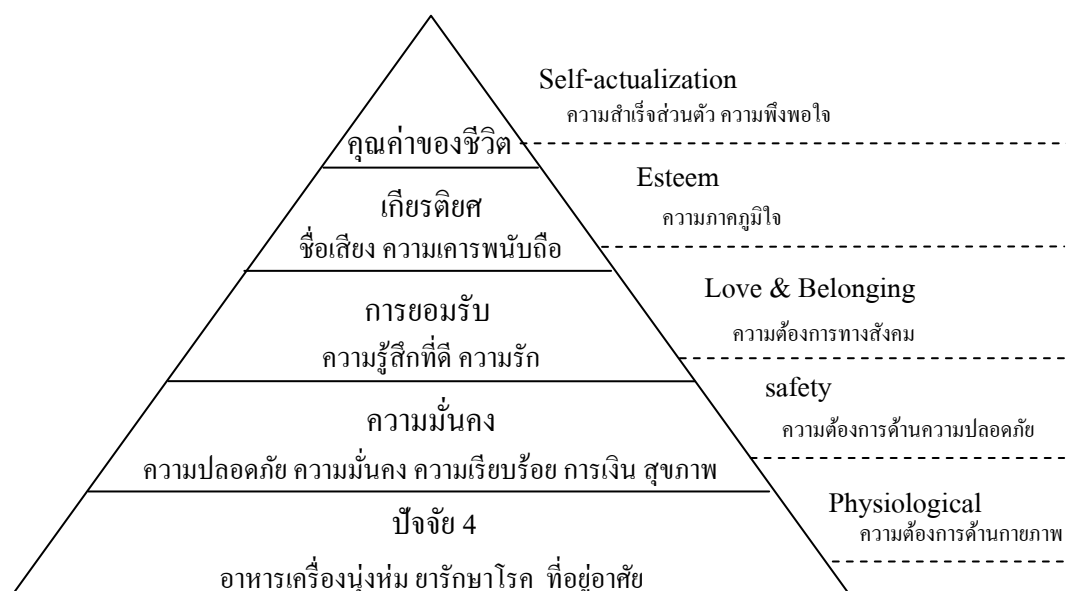 Self-actualization
ความสำเร็จส่วนตัว ความพึงพอใจ
คุณค่าของชีวิต
Esteem
เกียรติยศ
ความภาคภูมิใจ
ชื่อเสียง ความเคารพนับถือ
Love & Belonging
การยอมรับ
ความต้องการทางสังคม
ความรู้สึกที่ดี ความรัก
safety
ความมั่นคง
ความต้องการด้านความปลอดภัย
ความปลอดภัย ความมั่นคง ความเรียบร้อย การเงิน สุขภาพ
Physiological
ปัจจัย 4
ความต้องการด้านกายภาพ
อาหารเครื่องนุ่งห่ม ยารักษาโรค ที่อยู่อาศัย